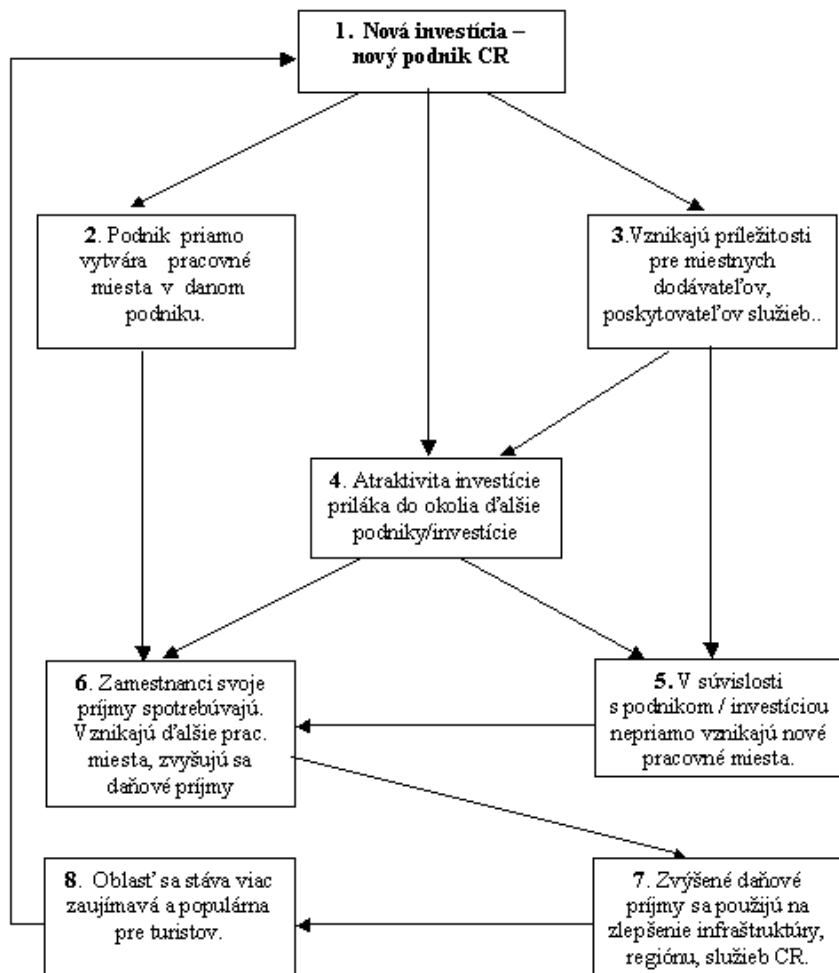 1. Nová investícia –
nový podnik CR
2. Podnik priamo
vytvára pracovné
miesta v danom
podniku.
3.Vznikajú príležitosti
pre miestnych
dodávateľov,
poskytovateľov služieb..
4. Atraktivita investície
priláka do okolia ďalšie
podniky/investície
6. Zamestnanci svoje
príjmy spotrebúvajú.
Vznikajú ďalšie prac.
miesta, zvyšujú sa
daňové príjmy
5. V súvislosti
s podnikom / investíciou
nepriamo vznikajú nové
pracovné miesta.
8. Oblasť sa stáva viac
zaujímavá a populárna
pre turistov.
7. Zvýšené daňové
príjmy sa použijú na
zlepšenie infraštruktúry,
regiónu, služieb CR.